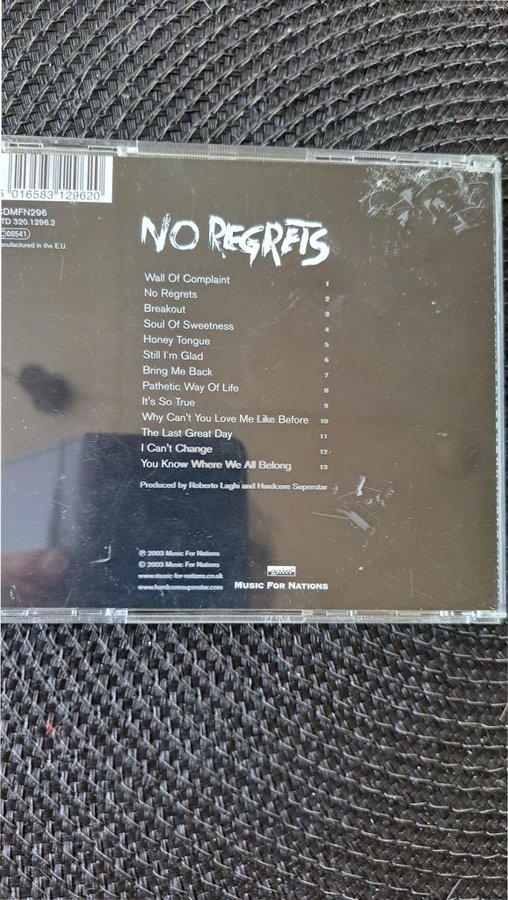 016583 129620
CDMFN296
TD 320.1296.2
08541
anufactured in the E.U.
NO REGRETS
Wall Of Complaint 1
No Regrets 2
Breakout 3
Soul Of Sweetness 4
Honey Tongue 5
Still I'm Glad 6
Bring Me Back 7
Pathetic Way Of Life 8
It's So True 9
Why Can't You Love Me Like Before 10
The Last Great Day 11
I Can't Change 12
You Know Where We All Belong 13
Produced by Roberto Laghi and Hardcore Superstar
℗ 2003 Music For Nations
© 2003 Music For Nations
www.music-for-nations.co.uk
www.hardcoresuperstar.com
MUSIC FOR NATIONS